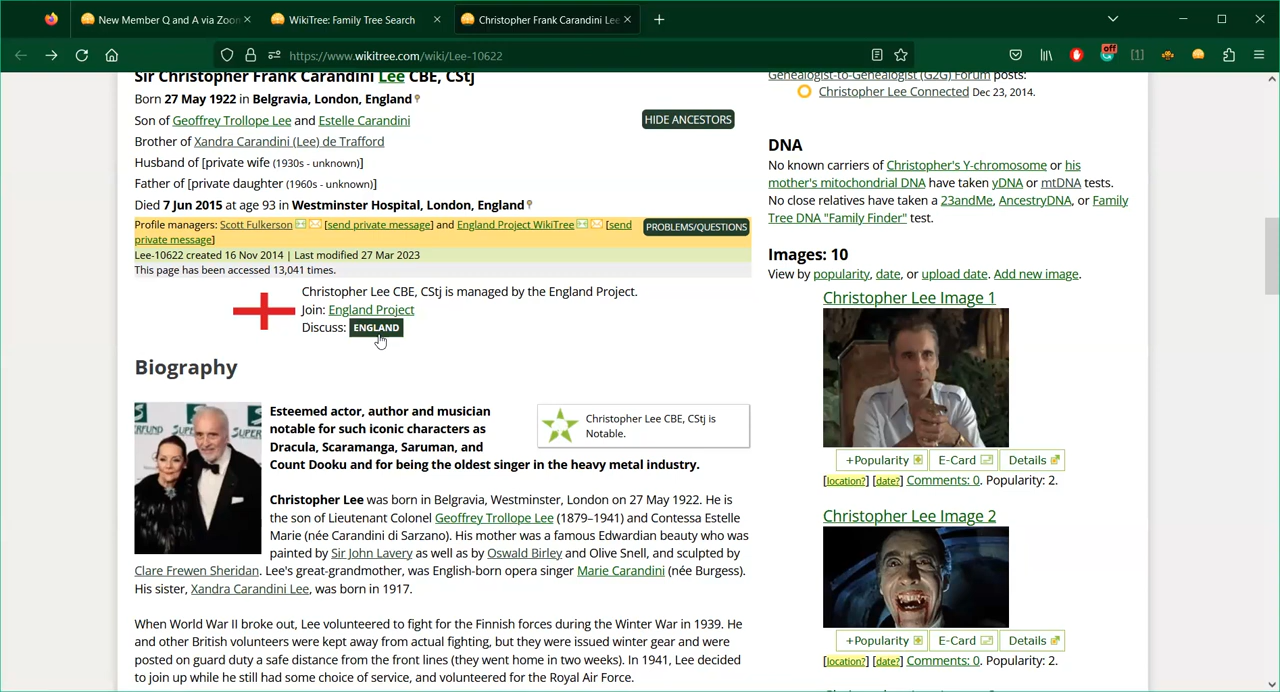 New Member Q and A via Zoom
WikiTree: Family Tree Search
Christopher Frank Carandini Lee
https://www.wikitree.com/wiki/Lee-10622
off
Sir Christopher Frank Carandini Lee CBE, CStj
Born 27 May 1922 in Belgravia, London, England
HIDE ANCESTORS
Son of Geoffrey Trollope Lee and Estelle Carandini
Brother of Xandra Carandini (Lee) de Trafford
Husband of [private wife (1930s - unknown)]
Father of [private daughter (1960s - unknown)]
Died 7 Jun 2015 at age 93 in Westminster Hospital, London, England
Profile managers: Scott Fulkerson [send private message] and England Project WikiTree [send
private message]
PROBLEMS/QUESTIONS
Lee-10622 created 16 Nov 2014 | Last modified 27 Mar 2023
This page has been accessed 13,041 times.
Christopher Lee CBE, CStj is managed by the England Project.
Join: England Project
Discuss: ENGLAND
Biography
Esteemed actor, author and musician
notable for such iconic characters as
Dracula, Scaramanga, Saruman, and
Count Dooku and for being the oldest singer in the heavy metal industry.
Christopher Lee CBE, CStj is
Notable.
Christopher Lee was born in Belgravia, Westminster, London on 27 May 1922. He is
the son of Lieutenant Colonel Geoffrey Trollope Lee (1879–1941) and Contessa Estelle
Marie (née Carandini di Sarzano). His mother was a famous Edwardian beauty who was
painted by Sir John Lavery as well as by Oswald Birley and Olive Snell, and sculpted by
Clare Frewen Sheridan. Lee's great-grandmother, was English-born opera singer Marie Carandini (née Burgess).
His sister, Xandra Carandini Lee, was born in 1917.
When World War II broke out, Lee volunteered to fight for the Finnish forces during the Winter War in 1939. He
and other British volunteers were kept away from actual fighting, but they were issued winter gear and were
posted on guard duty a safe distance from the front lines (they went home in two weeks). In 1941, Lee decided
to join up while he still had some choice of service, and volunteered for the Royal Air Force.
Genealogist-to-Genealogist (G2G) Forum posts:
Christopher Lee Connected Dec 23, 2014.
DNA
No known carriers of Christopher's Y-chromosome or his
mother's mitochondrial DNA have taken yDNA or mtDNA tests.
No close relatives have taken a 23andMe, AncestryDNA, or Family
Tree DNA "Family Finder" test.
Images: 10
View by popularity, date, or upload date. Add new image.
Christopher Lee Image 1
+Popularity E-Card Details
[location?] [date?] Comments: 0. Popularity: 2.
Christopher Lee Image 2
+Popularity E-Card Details
[location?] [date?] Comments: 0. Popularity: 2.